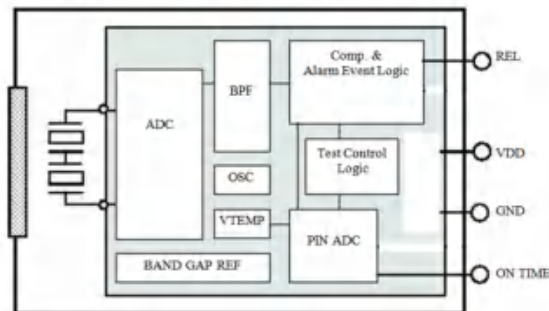 Comp. &
Alarm Event Logic
REL
BPF
ADC
Test Control
Logic
VDD
OSC
VTEMP
GND
PIN ADC
BAND GAP REF
ON TIME